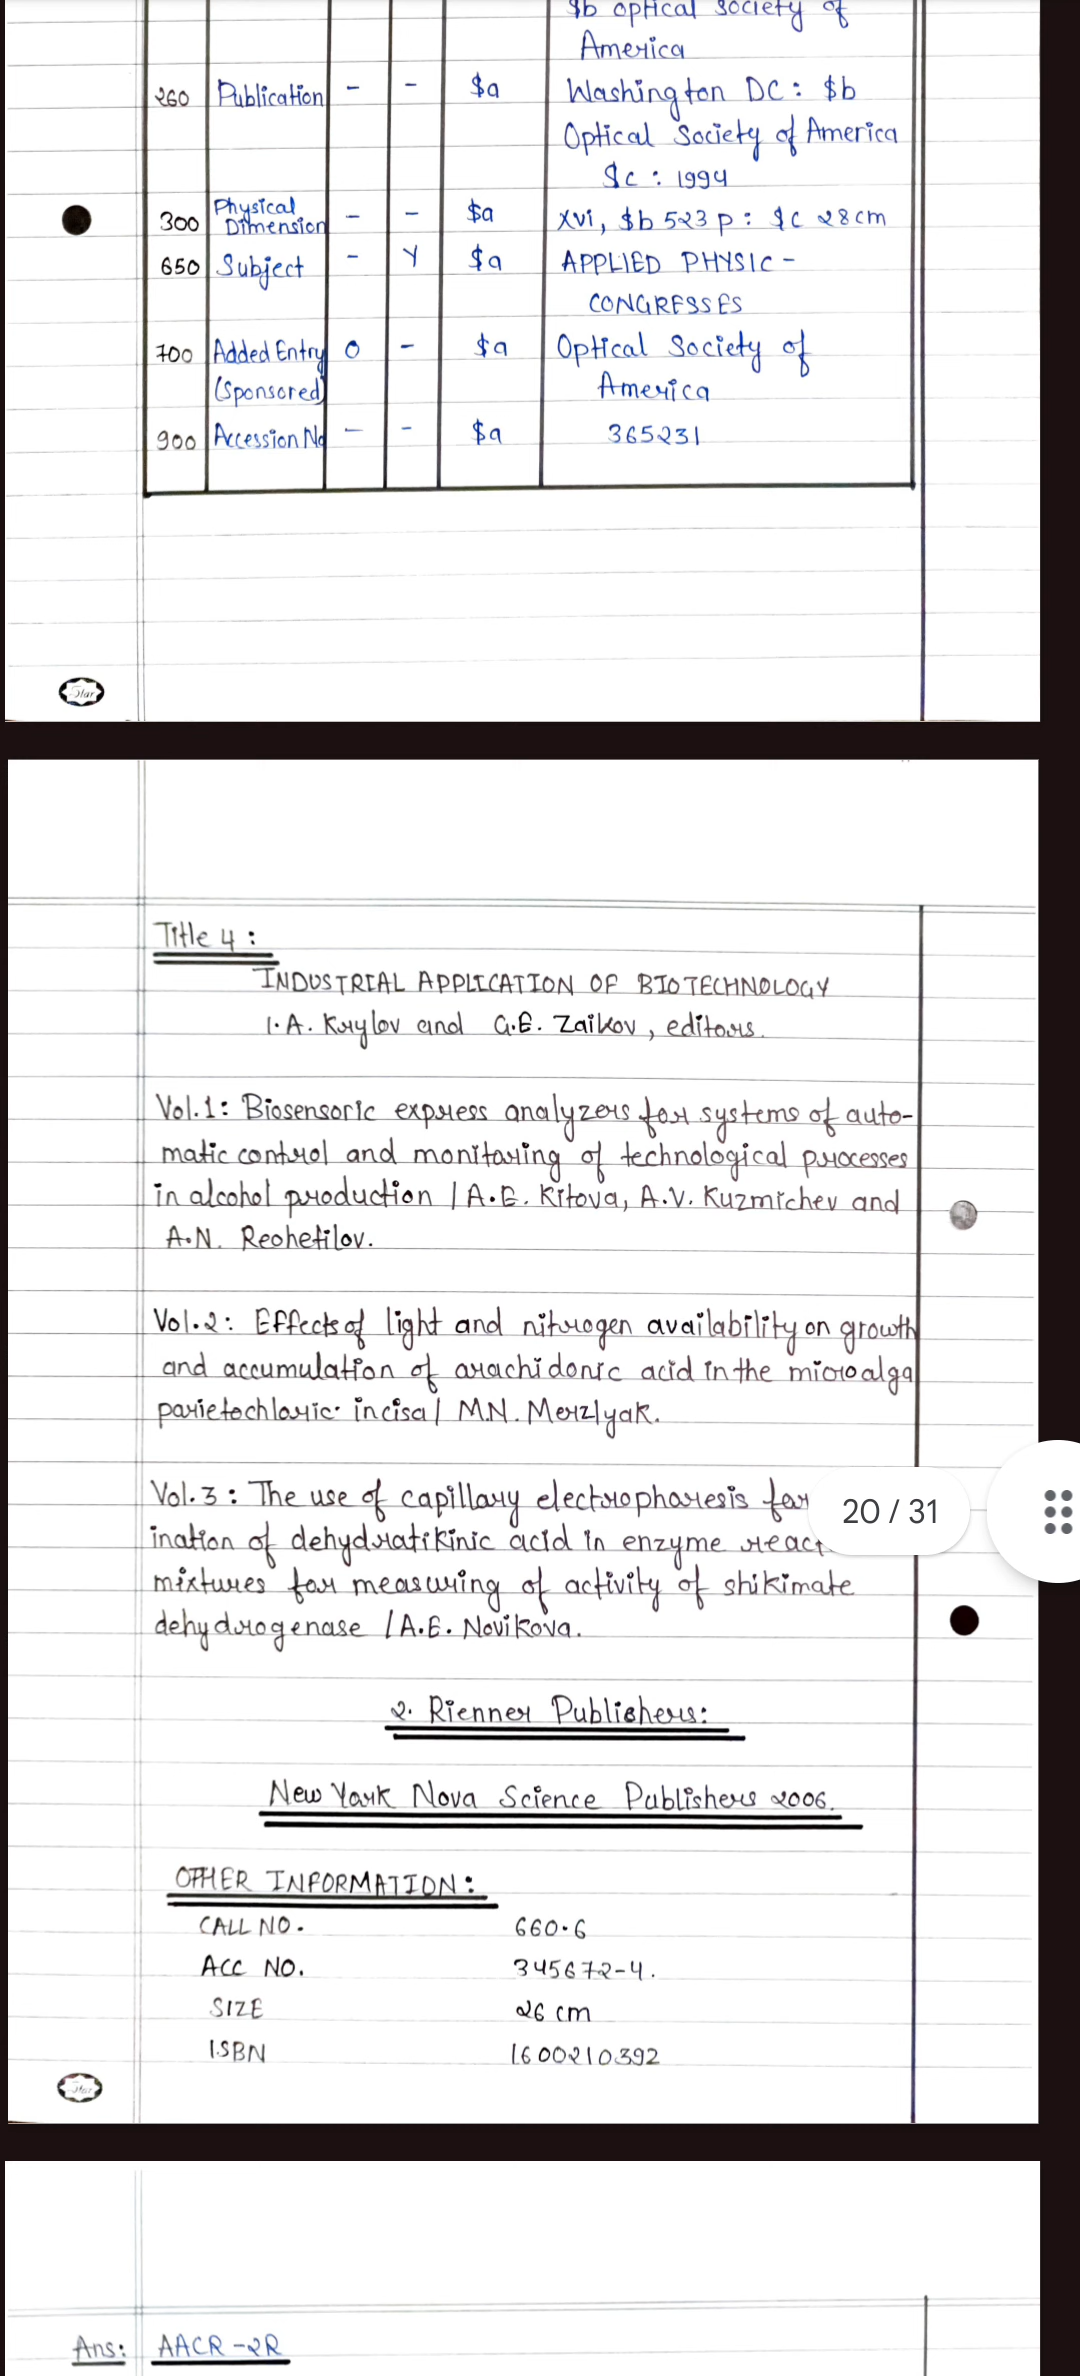 $b optical society of
America
260 Publication - - $a Washington DC: $b
Optical Society of America
$c : 1994
300 Physical Dimension - - $a xvi, $b 523 p : $c 28 cm
650 Subject - Y $a APPLIED PHYSIC -
CONGRESSES
700 Added Entry 0 - $a Optical Society of
(Sponsored) America
900 Accession No - - $a 365231
Star
Title 4 :
INDUSTRIAL APPLICATION OF BIOTECHNOLOGY
1. A. Krylov and G.E. Zaikov, editors.
Vol.1: Biosensoric express analyzers for systems of auto-
matic control and monitoring of technological processes
in alcohol production / A.E. Kitova, A.V. Kuzmichev and
A.N. Reohetilov.
Vol.2: Effects of light and nitrogen availability on growth
and accumulation of arachidonic acid in the microalga
parietochloric incisa / M.N. Merzlyak.
Vol.3 : The use of capillary electrophoresis for
20 / 31
ination of dehydratikinic acid in enzyme react
mixtures for measuring of activity of shikimate
dehydrogenase / A.E. Novikova.
2. Rienner Publishers:
New York Nova Science Publishers 2006.
OTHER INFORMATION :
CALL NO. 660.6
ACC NO. 345672-4.
SIZE 26 cm
ISBN 1600210392
Star
Ans: AACR-2R